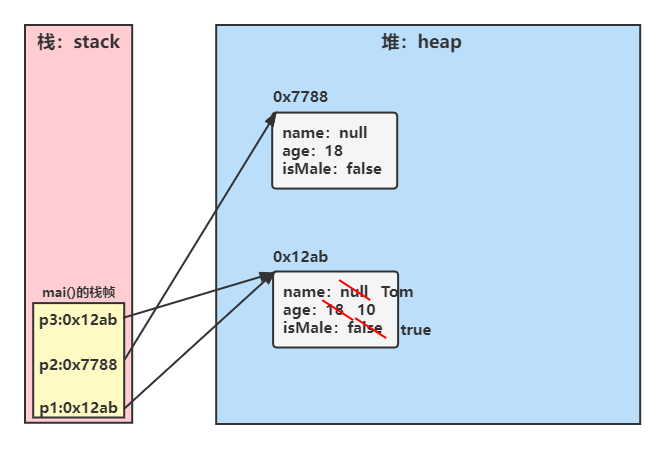 栈：stack
堆：heap
0x7788
name：null
age：18
isMale：false
0x12ab
name：null Tom
age：18 10
isMale：false true
mai()的栈帧
p3:0x12ab
p2:0x7788
p1:0x12ab